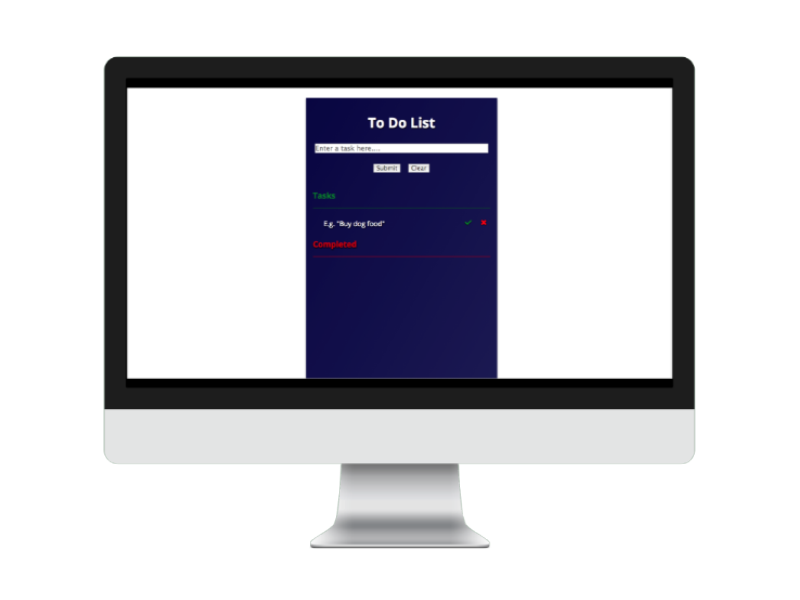 To Do List
Enter a task here....
Submit Clear
Tasks
E.g. "Buy dog food"
Completed